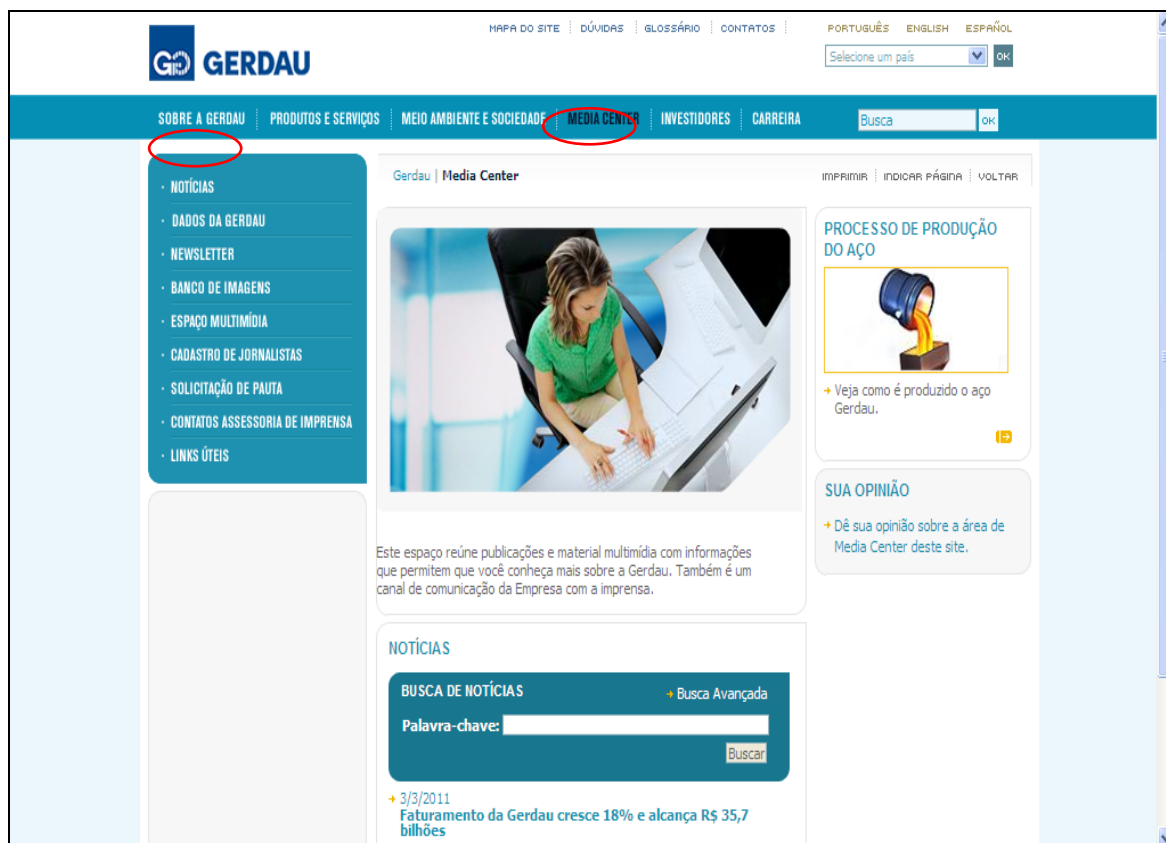 MAPA DO SITE DÚVIDAS GLOSSÁRIO CONTATOS
PORTUGUÊS ENGLISH ESPAÑOL
GERDAU
Selecione um país OK
SOBRE A GERDAU PRODUTOS E SERVIÇOS MEIO AMBIENTE E SOCIEDADE MEDIA CENTER INVESTIDORES CARREIRA
Busca OK
· NOTÍCIAS
· DADOS DA GERDAU
· NEWSLETTER
· BANCO DE IMAGENS
· ESPAÇO MULTIMÍDIA
· CADASTRO DE JORNALISTAS
· SOLICITAÇÃO DE PAUTA
· CONTATOS ASSESSORIA DE IMPRENSA
· LINKS ÚTEIS
Gerdau | Media Center
IMPRIMIR INDICAR PÁGINA VOLTAR
Este espaço reúne publicações e material multimídia com informações
que permitem que você conheça mais sobre a Gerdau. Também é um
canal de comunicação da Empresa com a imprensa.
PROCESSO DE PRODUÇÃO
DO AÇO
Veja como é produzido o aço
Gerdau.
SUA OPINIÃO
Dê sua opinião sobre a área de
Media Center deste site.
NOTÍCIAS
BUSCA DE NOTÍCIAS
Busca Avançada
Palavra-chave:
Buscar
3/3/2011
Faturamento da Gerdau cresce 18% e alcança R$ 35,7
bilhões